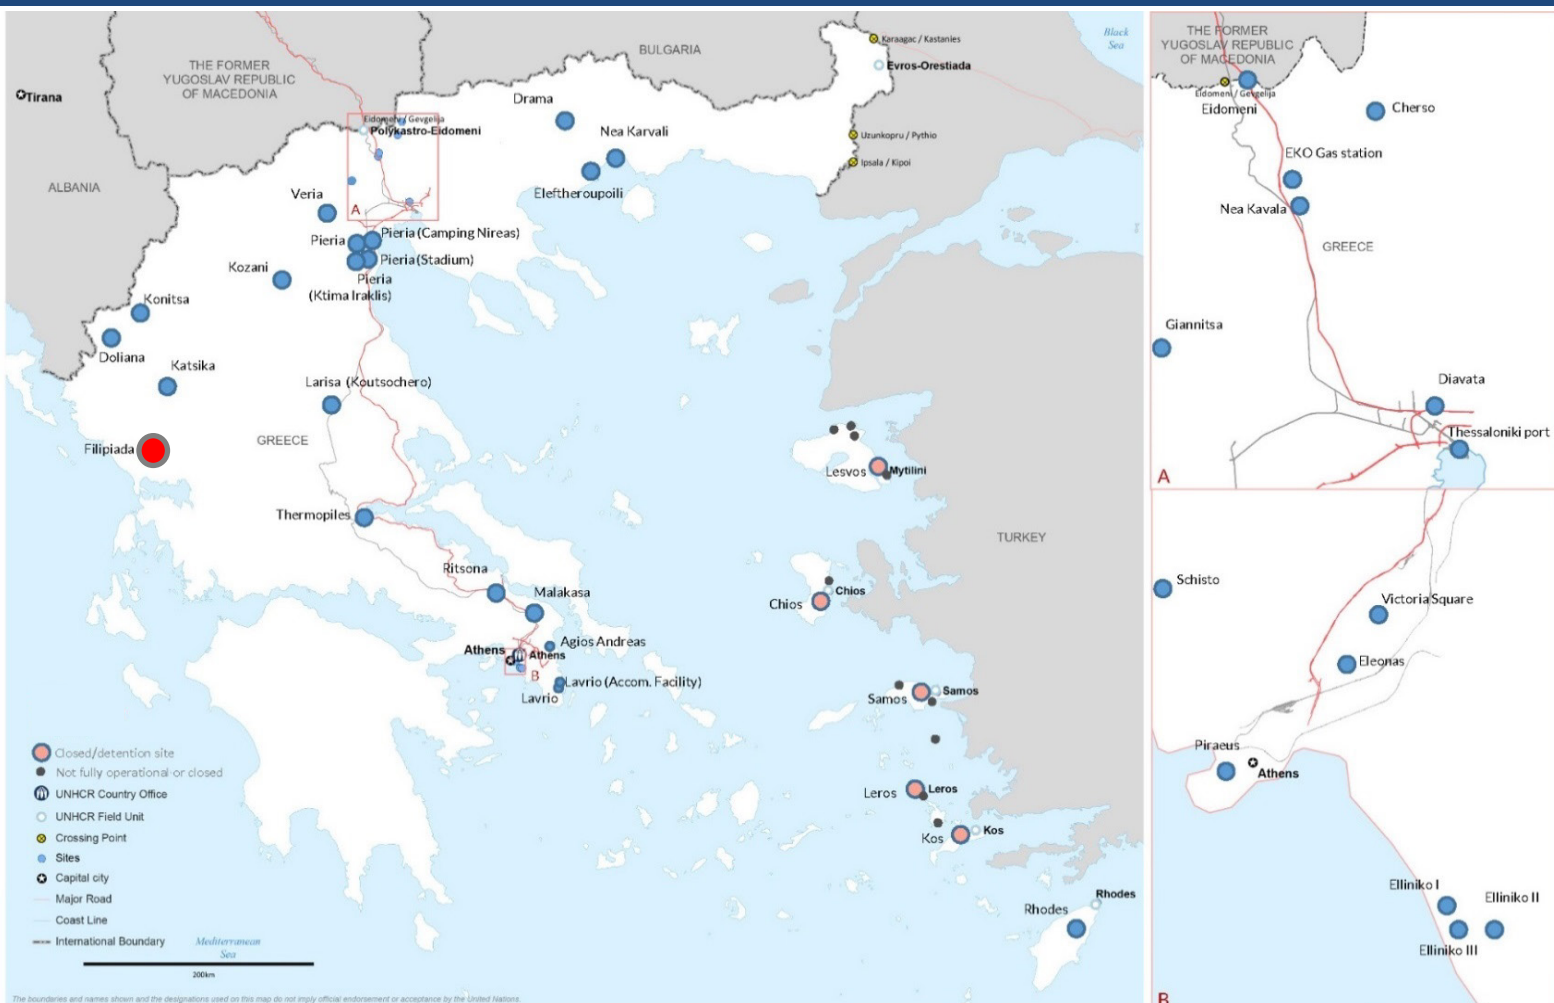 THE FORMER
YUGOSLAV REPUBLIC
OF MACEDONIA
BULGARIA
Black
Sea
Karaagac / Kastanies
Evros-Orestiada
Tirana
Drama
Eidomeni / Gevgelija
Polykastro-Eidomeni
Nea Karvali
Uzunkopru / Pythio
Ipsala / Kipoi
ALBANIA
Veria
A
Eleftheroupoili
Pieria
Pieria (Camping Nireas)
Kozani
Pieria (Stadium)
Pieria
(Ktima Iraklis)
Konitsa
Doliana
Katsika
Larisa (Koutsochero)
GREECE
Filipiada
Lesvos
Mytilini
Thermopiles
TURKEY
Ritsona
Malakasa
Chios
Chios
Agios Andreas
Athens
Athens
B
Lavrio (Accom. Facility)
Lavrio
Samos
Samos
Leros
Leros
Kos
Kos
Rhodes
Rhodes
Closed/detention site
Not fully operational or closed
UNHCR Country Office
UNHCR Field Unit
Crossing Point
Sites
Capital city
Major Road
Coast Line
International Boundary
Mediterranean
Sea
200km
The boundaries and names shown and the designations used on this map do not imply official endorsement or acceptance by the United Nations.
THE FORMER
YUGOSLAV REPUBLIC
OF MACEDONIA
Eidomeni / Gevgelija
Eidomeni
Cherso
EKO Gas station
Nea Kavala
GREECE
Giannitsa
Diavata
Thessaloniki port
A
Schisto
Victoria Square
Eleonas
Piraeus
Athens
Elliniko I
Elliniko II
Elliniko III
B